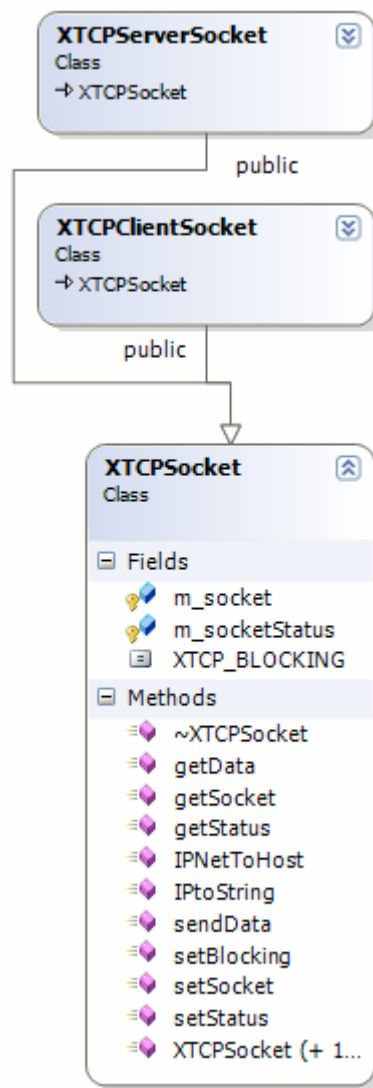 XTCPServerSocket
Class
XTCPSocket
public
XTCPClientSocket
Class
XTCPSocket
public
XTCPSocket
Class
Fields
m_socket
m_socketStatus
XTCP_BLOCKING
Methods
~XTCPSocket
getData
getSocket
getStatus
IPNetToHost
IPtoString
sendData
setBlocking
setSocket
setStatus
XTCPSocket (+ 1...